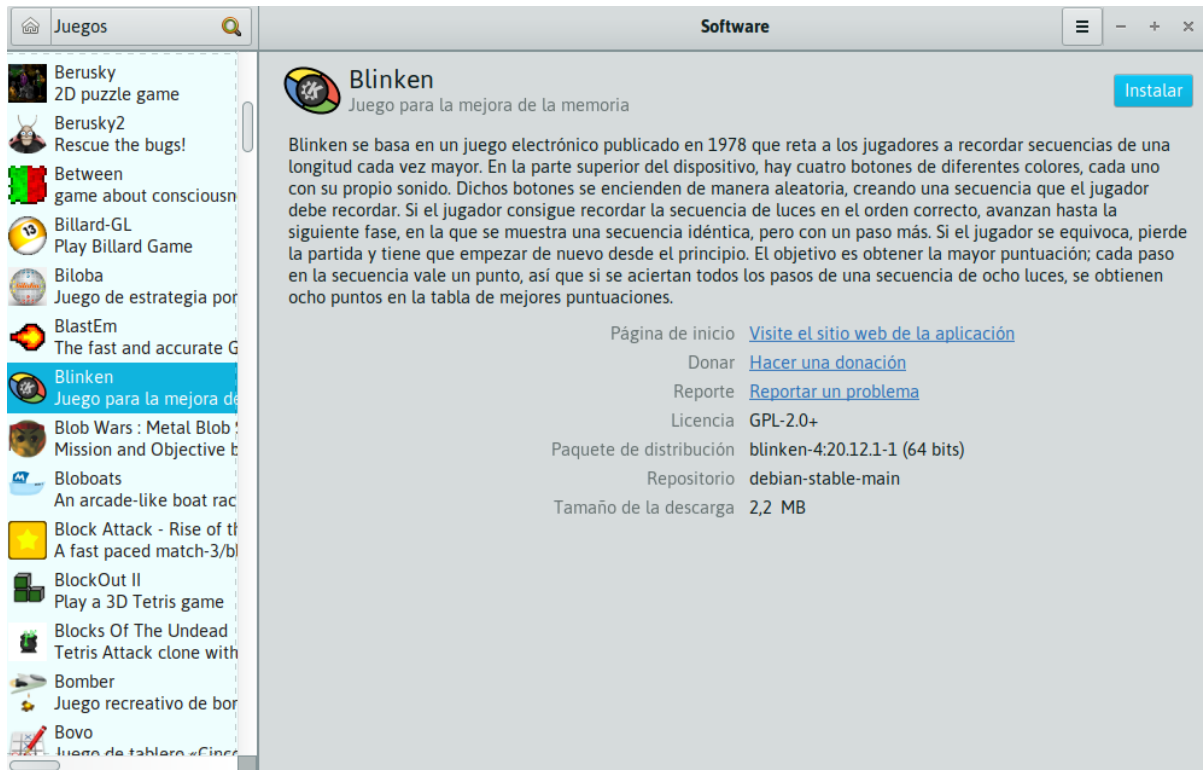 Juegos
Software
Berusky
2D puzzle game
Berusky2
Rescue the bugs!
Between
game about consciousn
Billard-GL
Play Billard Game
Biloba
Juego de estrategia por
BlastEm
The fast and accurate G
Blinken
Juego para la mejora de
Blob Wars : Metal Blob
Mission and Objective b
Bloboats
An arcade-like boat rac
Block Attack - Rise of th
A fast paced match-3/bl
BlockOut II
Play a 3D Tetris game
Blocks Of The Undead
Tetris Attack clone with
Bomber
Juego recreativo de bor
Bovo
Juego de tablero «Cinco
Blinken
Juego para la mejora de la memoria
Instalar
Blinken se basa en un juego electrónico publicado en 1978 que reta a los jugadores a recordar secuencias de una
longitud cada vez mayor. En la parte superior del dispositivo, hay cuatro botones de diferentes colores, cada uno
con su propio sonido. Dichos botones se encienden de manera aleatoria, creando una secuencia que el jugador
debe recordar. Si el jugador consigue recordar la secuencia de luces en el orden correcto, avanzan hasta la
siguiente fase, en la que se muestra una secuencia idéntica, pero con un paso más. Si el jugador se equivoca, pierde
la partida y tiene que empezar de nuevo desde el principio. El objetivo es obtener la mayor puntuación; cada paso
en la secuencia vale un punto, así que si se aciertan todos los pasos de una secuencia de ocho luces, se obtienen
ocho puntos en la tabla de mejores puntuaciones.
Página de inicio Visite el sitio web de la aplicación
Donar Hacer una donación
Reporte Reportar un problema
Licencia GPL-2.0+
Paquete de distribución blinken-4:20.12.1-1 (64 bits)
Repositorio debian-stable-main
Tamaño de la descarga 2,2 MB